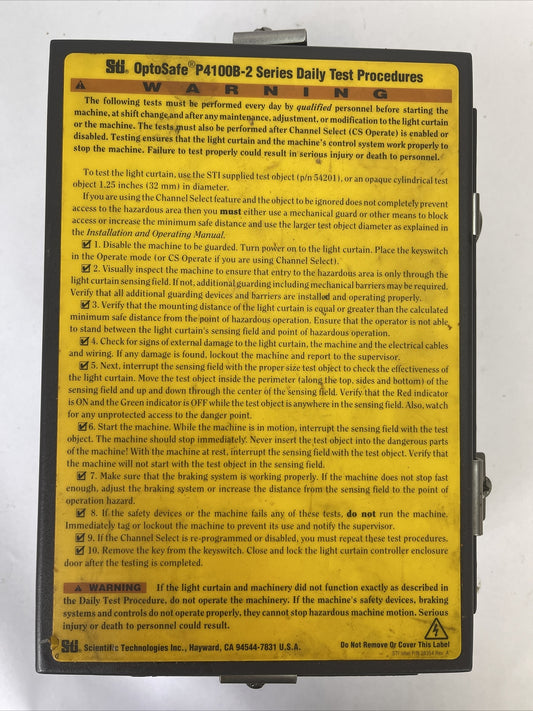 STI OptoSafe® P4100B-2 Series Daily Test Procedures
WARNING
The following tests must be performed every day by qualified personnel before starting the
machine, at shift change and after any maintenance, adjustment, or modification to the light curtain
or the machine. The tests must also be performed after Channel Select (CS Operate) is enabled or
disabled. Testing ensures that the light curtain and the machine's control system work properly to
stop the machine. Failure to test properly could result in serious injury or death to personnel.
To test the light curtain, use the STI supplied test object (p/n 54201), or an opaque cylindrical test
object 1.25 inches (32 mm) in diameter.
If you are using the Channel Select feature and the object to be ignored does not completely prevent
access to the hazardous area then you must either use a mechanical guard or other means to block
access or increase the minimum safe distance and use the larger test object diameter as explained in
the Installation and Operating Manual.
☑ 1. Disable the machine to be guarded. Turn power on to the light curtain. Place the keyswitch
in the Operate mode (or CS Operate if you are using Channel Select).
☑ 2. Visually inspect the machine to ensure that entry to the hazardous area is only through the
light curtain sensing field. If not, additional guarding including mechanical barriers may be required.
Verify that all additional guarding devices and barriers are installed and operating properly.
☑ 3. Verify that the mounting distance of the light curtain is equal or greater than the calculated
minimum safe distance from the point of hazardous operation. Ensure that the operator is not able
to stand between the light curtain's sensing field and point of hazardous operation.
☑ 4. Check for signs of external damage to the light curtain, the machine and the electrical cables
and wiring. If any damage is found, lockout the machine and report to the supervisor.
☑ 5. Next, interrupt the sensing field with the proper size test object to check the effectiveness of
the light curtain. Move the test object inside the perimeter (along the top, sides and bottom) of the
sensing field and up and down through the center of the sensing field. Verify that the Red indicator
is ON and the Green indicator is OFF while the test object is anywhere in the sensing field. Also, watch
for any unprotected access to the danger point.
☑ 6. Start the machine. While the machine is in motion, interrupt the sensing field with the test
object. The machine should stop immediately. Never insert the test object into the dangerous parts
of the machine! With the machine at rest, interrupt the sensing field with the test object. Verify that
the machine will not start with the test object in the sensing field.
☑ 7. Make sure that the braking system is working properly. If the machine does not stop fast
enough, adjust the braking system or increase the distance from the sensing field to the point of
operation hazard.
☑ 8. If the safety devices or the machine fails any of these tests, do not run the machine.
Immediately tag or lockout the machine to prevent its use and notify the supervisor.
☑ 9. If the Channel Select is re-programmed or disabled, you must repeat these test procedures.
☑ 10. Remove the key from the keyswitch. Close and lock the light curtain controller enclosure
door after the testing is completed.
WARNING If the light curtain and machinery did not function exactly as described in
the Daily Test Procedure, do not operate the machinery. If the machine's safety devices, braking
systems and controls do not operate properly, they cannot stop hazardous machine motion. Serious
injury or death to personnel could result.
STI Scientific Technologies Inc., Hayward, CA 94544-7831 U.S.A.
Do Not Remove Or Cover This Label